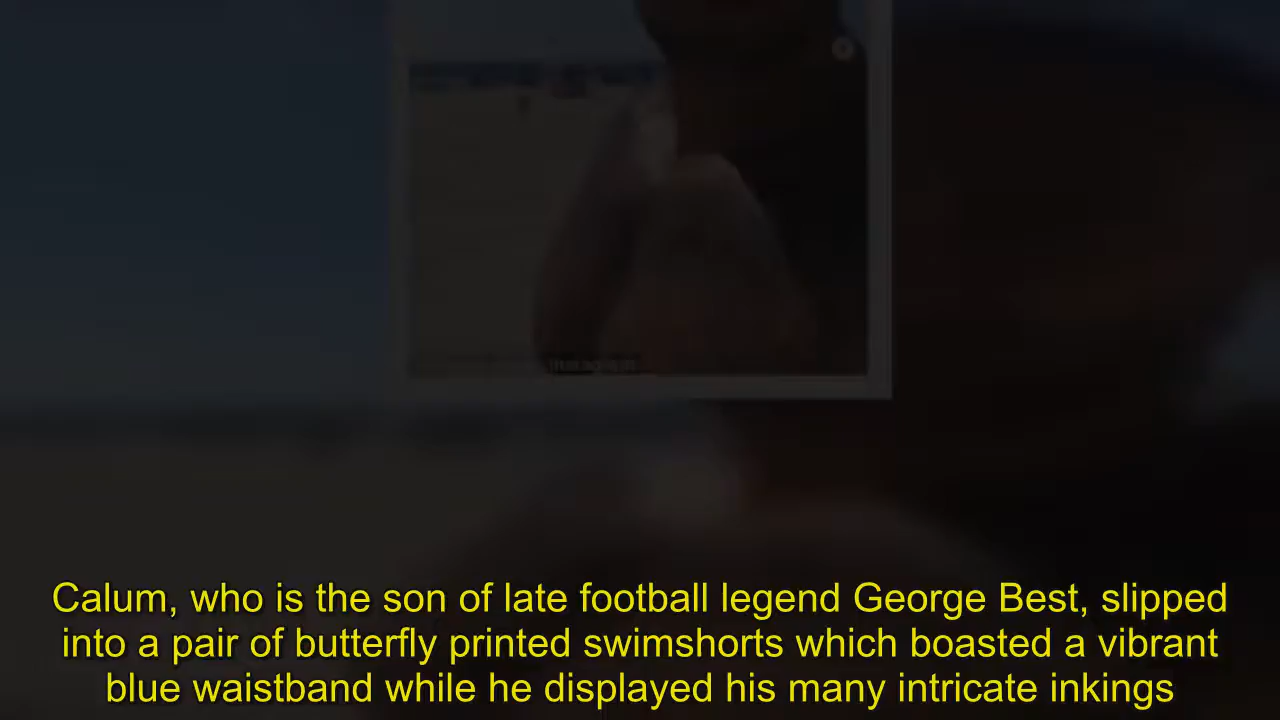 Calum, who is the son of late football legend George Best, slipped
into a pair of butterfly printed swimshorts which boasted a vibrant
blue waistband while he displayed his many intricate inkings